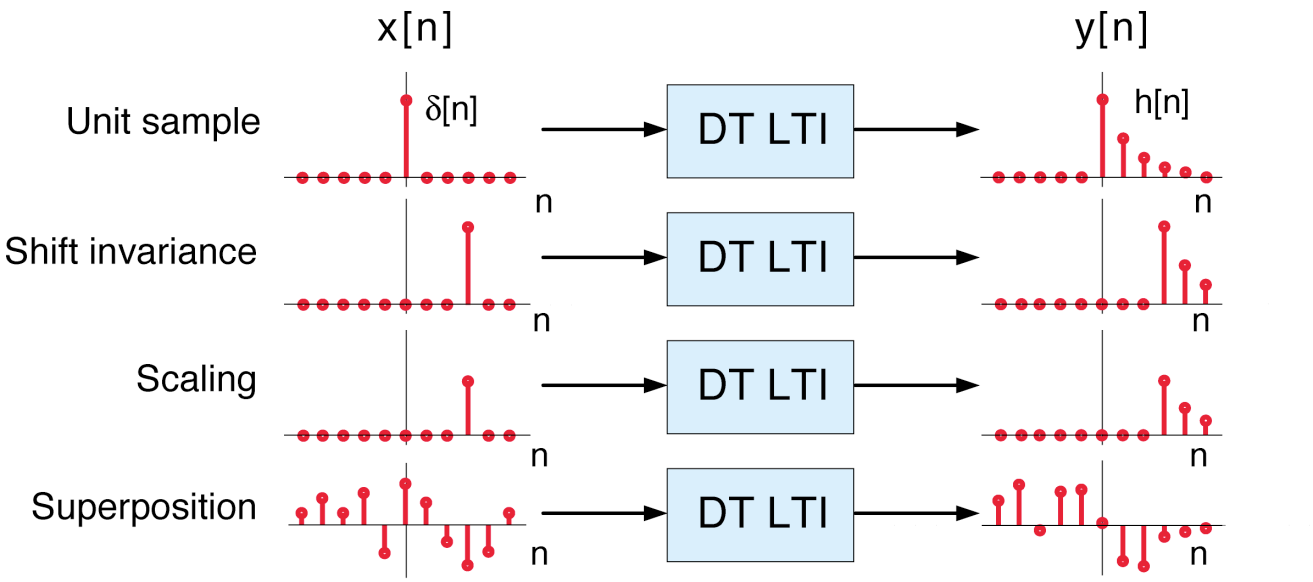 x[n] y[n]
Unit sample δ[n] DT LTI h[n]
n n
Shift invariance DT LTI
n n
Scaling DT LTI
n n
Superposition DT LTI
n n